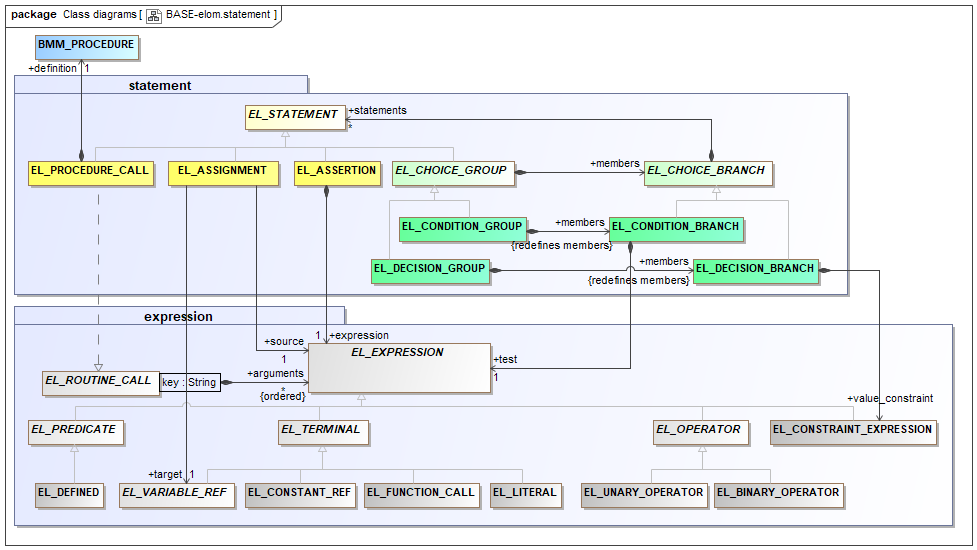 package Class diagrams [ BASE-elom.statement ]
BMM_PROCEDURE
+definition 1
statement
EL_STATEMENT
+statements
*
EL_PROCEDURE_CALL
EL_ASSIGNMENT
EL_ASSERTION
EL_CHOICE_GROUP
+members
EL_CHOICE_BRANCH
EL_CONDITION_GROUP
+members
{redefines members}
EL_CONDITION_BRANCH
EL_DECISION_GROUP
+members
{redefines members}
EL_DECISION_BRANCH
expression
1 +expression
+source
1
EL_EXPRESSION
+test
1
EL_ROUTINE_CALL
key : String
+arguments
*
{ordered}
+value_constraint
EL_PREDICATE
EL_TERMINAL
EL_OPERATOR
EL_CONSTRAINT_EXPRESSION
+target 1
EL_DEFINED
EL_VARIABLE_REF
EL_CONSTANT_REF
EL_FUNCTION_CALL
EL_LITERAL
EL_UNARY_OPERATOR
EL_BINARY_OPERATOR